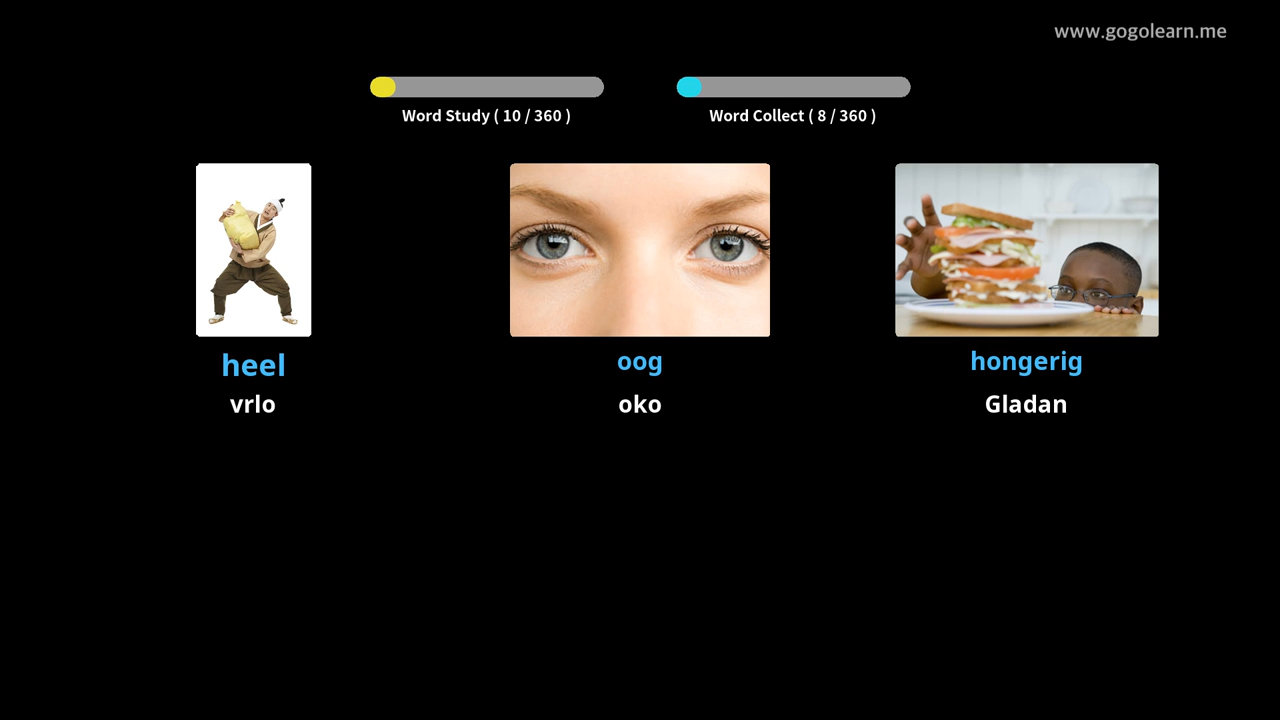 www.gogolearn.me
Word Study ( 10 / 360 )
Word Collect ( 8 / 360 )
heel
oog
hongerig
vrlo
oko
Gladan